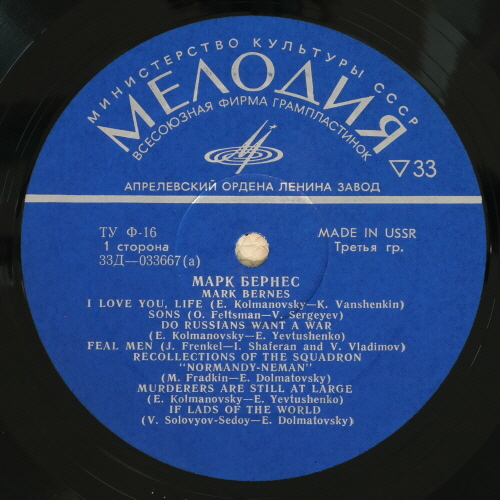 МИНИСТЕРСТВО КУЛЬТУРЫ СССР
МЕЛОДИЯ
ВСЕСОЮЗНАЯ ФИРМА ГРАМПЛАСТИНОК
33
АПРЕЛЕВСКИЙ ОРДЕНА ЛЕНИНА ЗАВОД
ТУ Ф-16
1 сторона
33Д—033667(а)
MADE IN USSR
Третья гр.
МАРК БЕРНЕС
MARK BERNES
I LOVE YOU, LIFE (E. Kolmanovsky—K. Vanshenkin)
SONS (O. Feltsman—V. Sergeyev)
DO RUSSIANS WANT A WAR
(E. Kolmanovsky—E. Yevtushenko)
FEAL MEN (J. Frenkel—I. Shaferan and V. Vladimov)
RECOLLECTIONS OF THE SQUADRON
"NORMANDY-NEMAN"
(M. Fradkin—E. Dolmatovsky)
MURDERERS ARE STILL AT LARGE
(E. Kolmanovsky—E. Yevtushenko)
IF LADS OF THE WORLD
(V. Solovyov-Sedoy—E. Dolmatovsky)